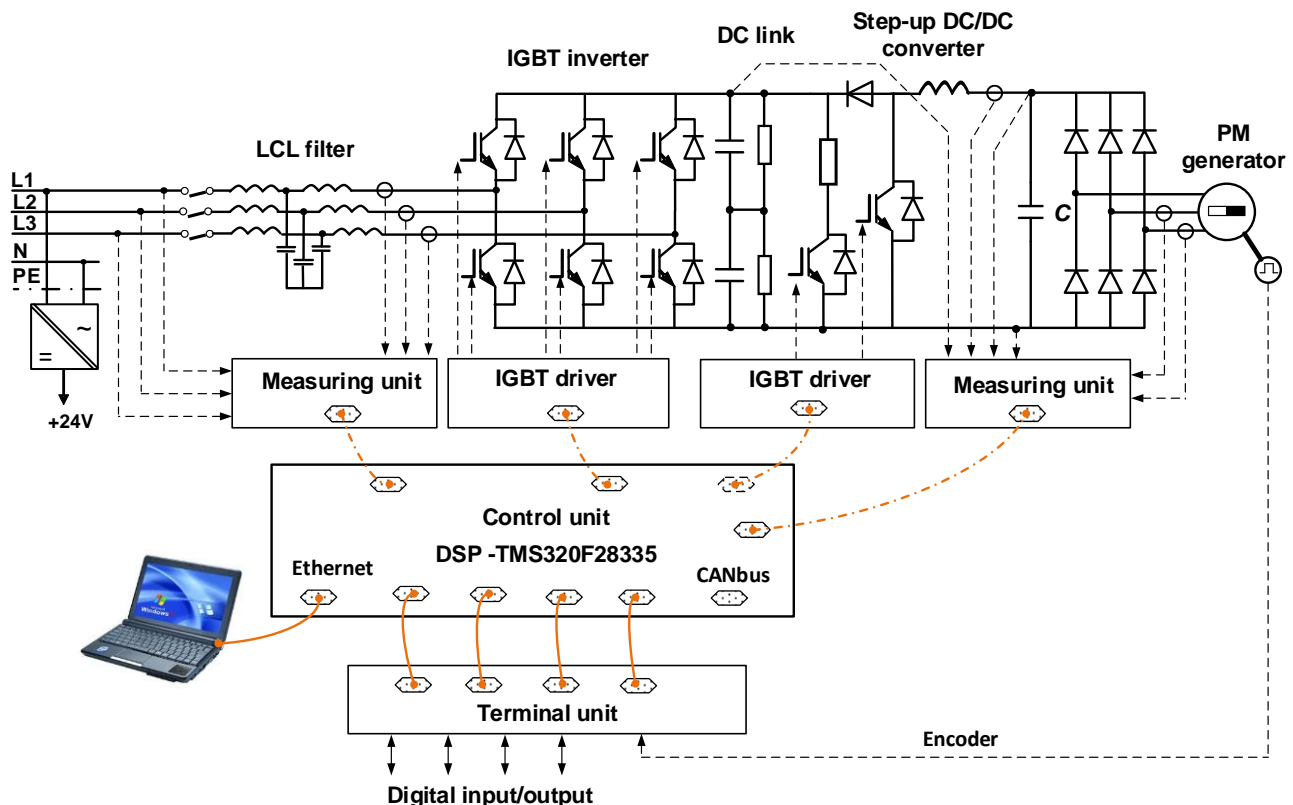 DC link
Step-up DC/DC
converter
IGBT inverter
PM
generator
LCL filter
L1
L2
L3
N
PE
C
~
=
+24V
Measuring unit
IGBT driver
IGBT driver
Measuring unit
Control unit
DSP -TMS320F28335
Ethernet
CANbus
Terminal unit
Encoder
Digital input/output